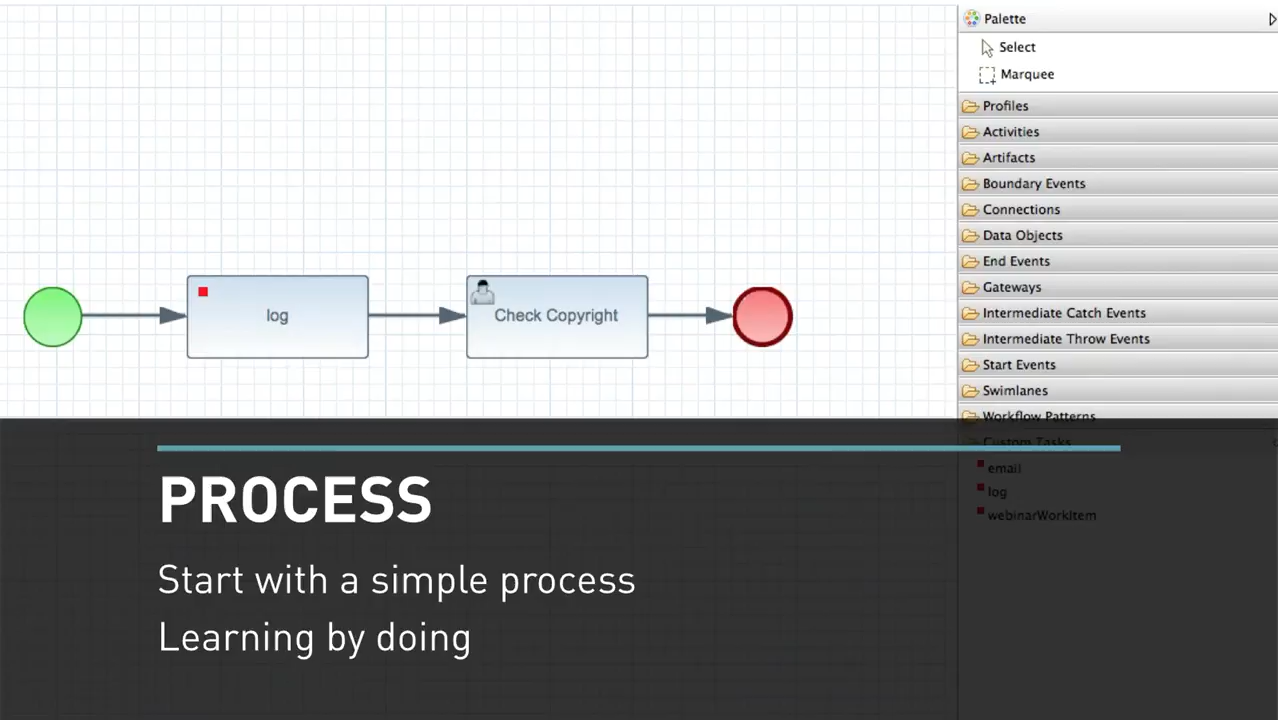 Palette
Select
Marquee
Profiles
Activities
Artifacts
Boundary Events
Connections
Data Objects
End Events
Gateways
Intermediate Catch Events
Intermediate Throw Events
Start Events
Swimlanes
Workflow Patterns
Custom Tasks
email
log
webinarWorkItem
log
Check Copyright
PROCESS
Start with a simple process
Learning by doing